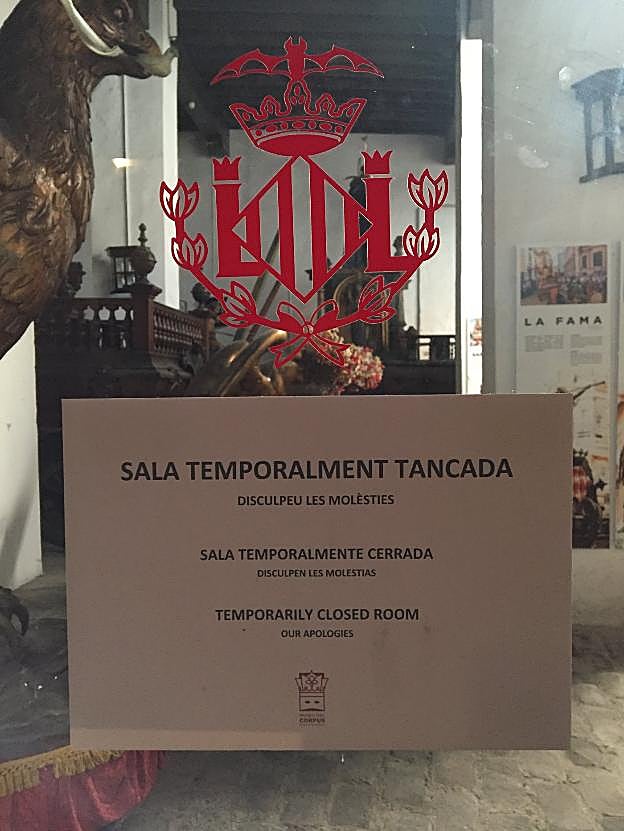 L L
LA FAMA
SALA TEMPORALMENT TANCADA
DISCULPEU LES MOLÈSTIES
SALA TEMPORALMENTE CERRADA
DISCULPEN LES MOLESTIAS
TEMPORARILY CLOSED ROOM
OUR APOLOGIES
CORPUS